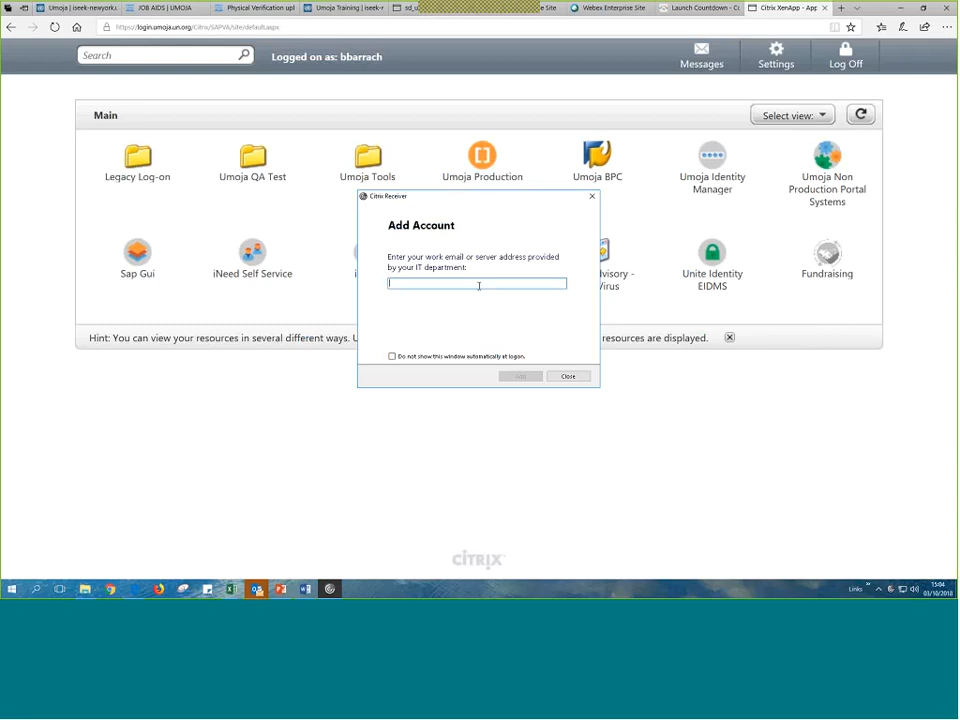 Umoja | iseek-newyork.u
JOB AIDS | UMOJA
Physical Verification upl
Umoja Training | iseek-r
sd_u
e Site
Webex Enterprise Site
Launch Countdown - Cc
Citrix XenApp - App
https://login.umoja.un.org/Citrix/SAPVA/site/default.aspx
Search
Logged on as: bbarrach
Messages
Settings
Log Off
Main
Select view:
Legacy Log-on
Umoja QA Test
Umoja Tools
Umoja Production
Umoja BPC
Umoja Identity
Manager
Umoja Non
Production Portal
Systems
Citrix Receiver
Add Account
Enter your work email or server address provided
by your IT department:
Do not show this window automatically at logon.
Add
Close
Sap Gui
iNeed Self Service
i
dvisory -
Virus
Unite Identity
EIDMS
Fundraising
Hint: You can view your resources in several different ways. U
resources are displayed.
CITRIX
Links
15:04
03/10/2018